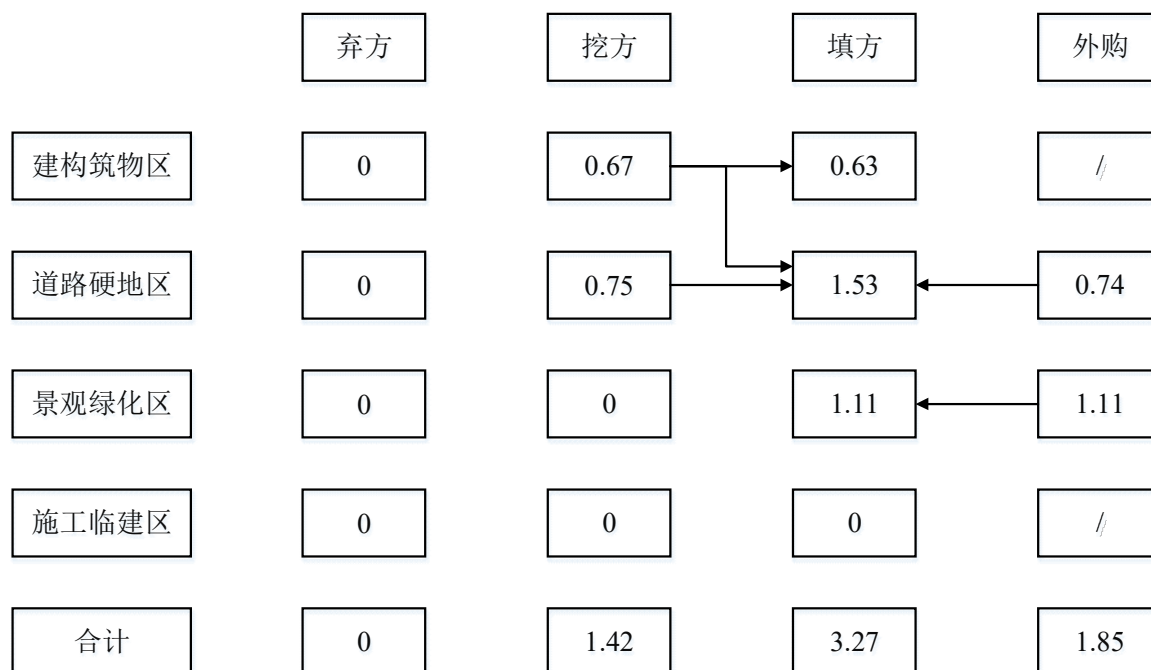 弃方 挖方 填方 外购
建构筑物区 0 0.67 0.63 /
道路硬地区 0 0.75 1.53 0.74
景观绿化区 0 0 1.11 1.11
施工临建区 0 0 0 /
合计 0 1.42 3.27 1.85